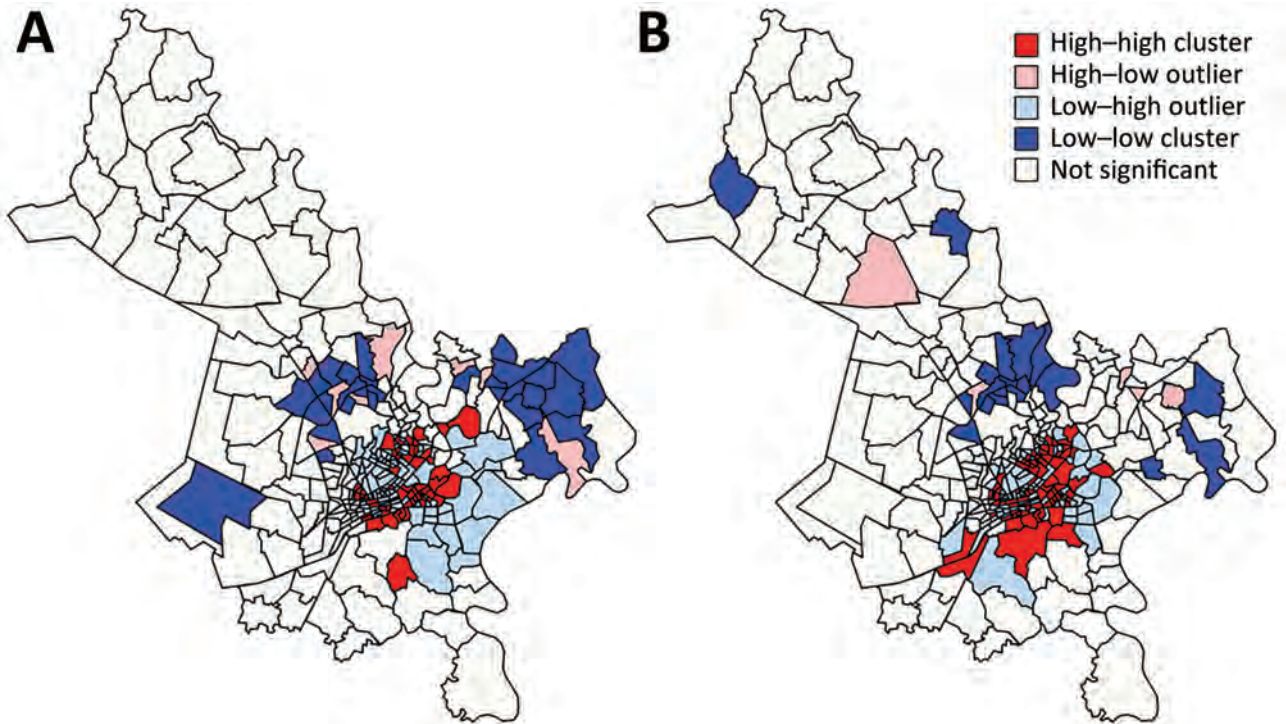 A
B
High–high cluster
High–low outlier
Low–high outlier
Low–low cluster
Not significant